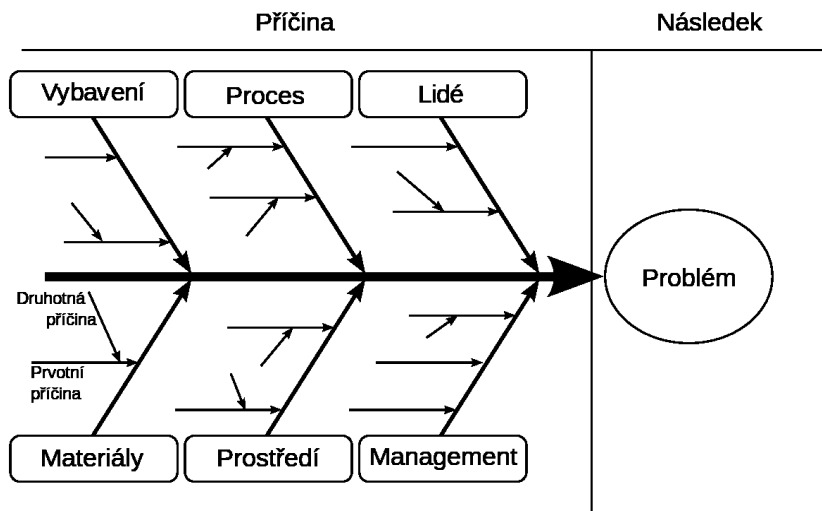 Příčina
Následek
Vybavení
Proces
Lidé
Problém
Druhotná
příčina
Prvotní
příčina
Materiály
Prostředí
Management